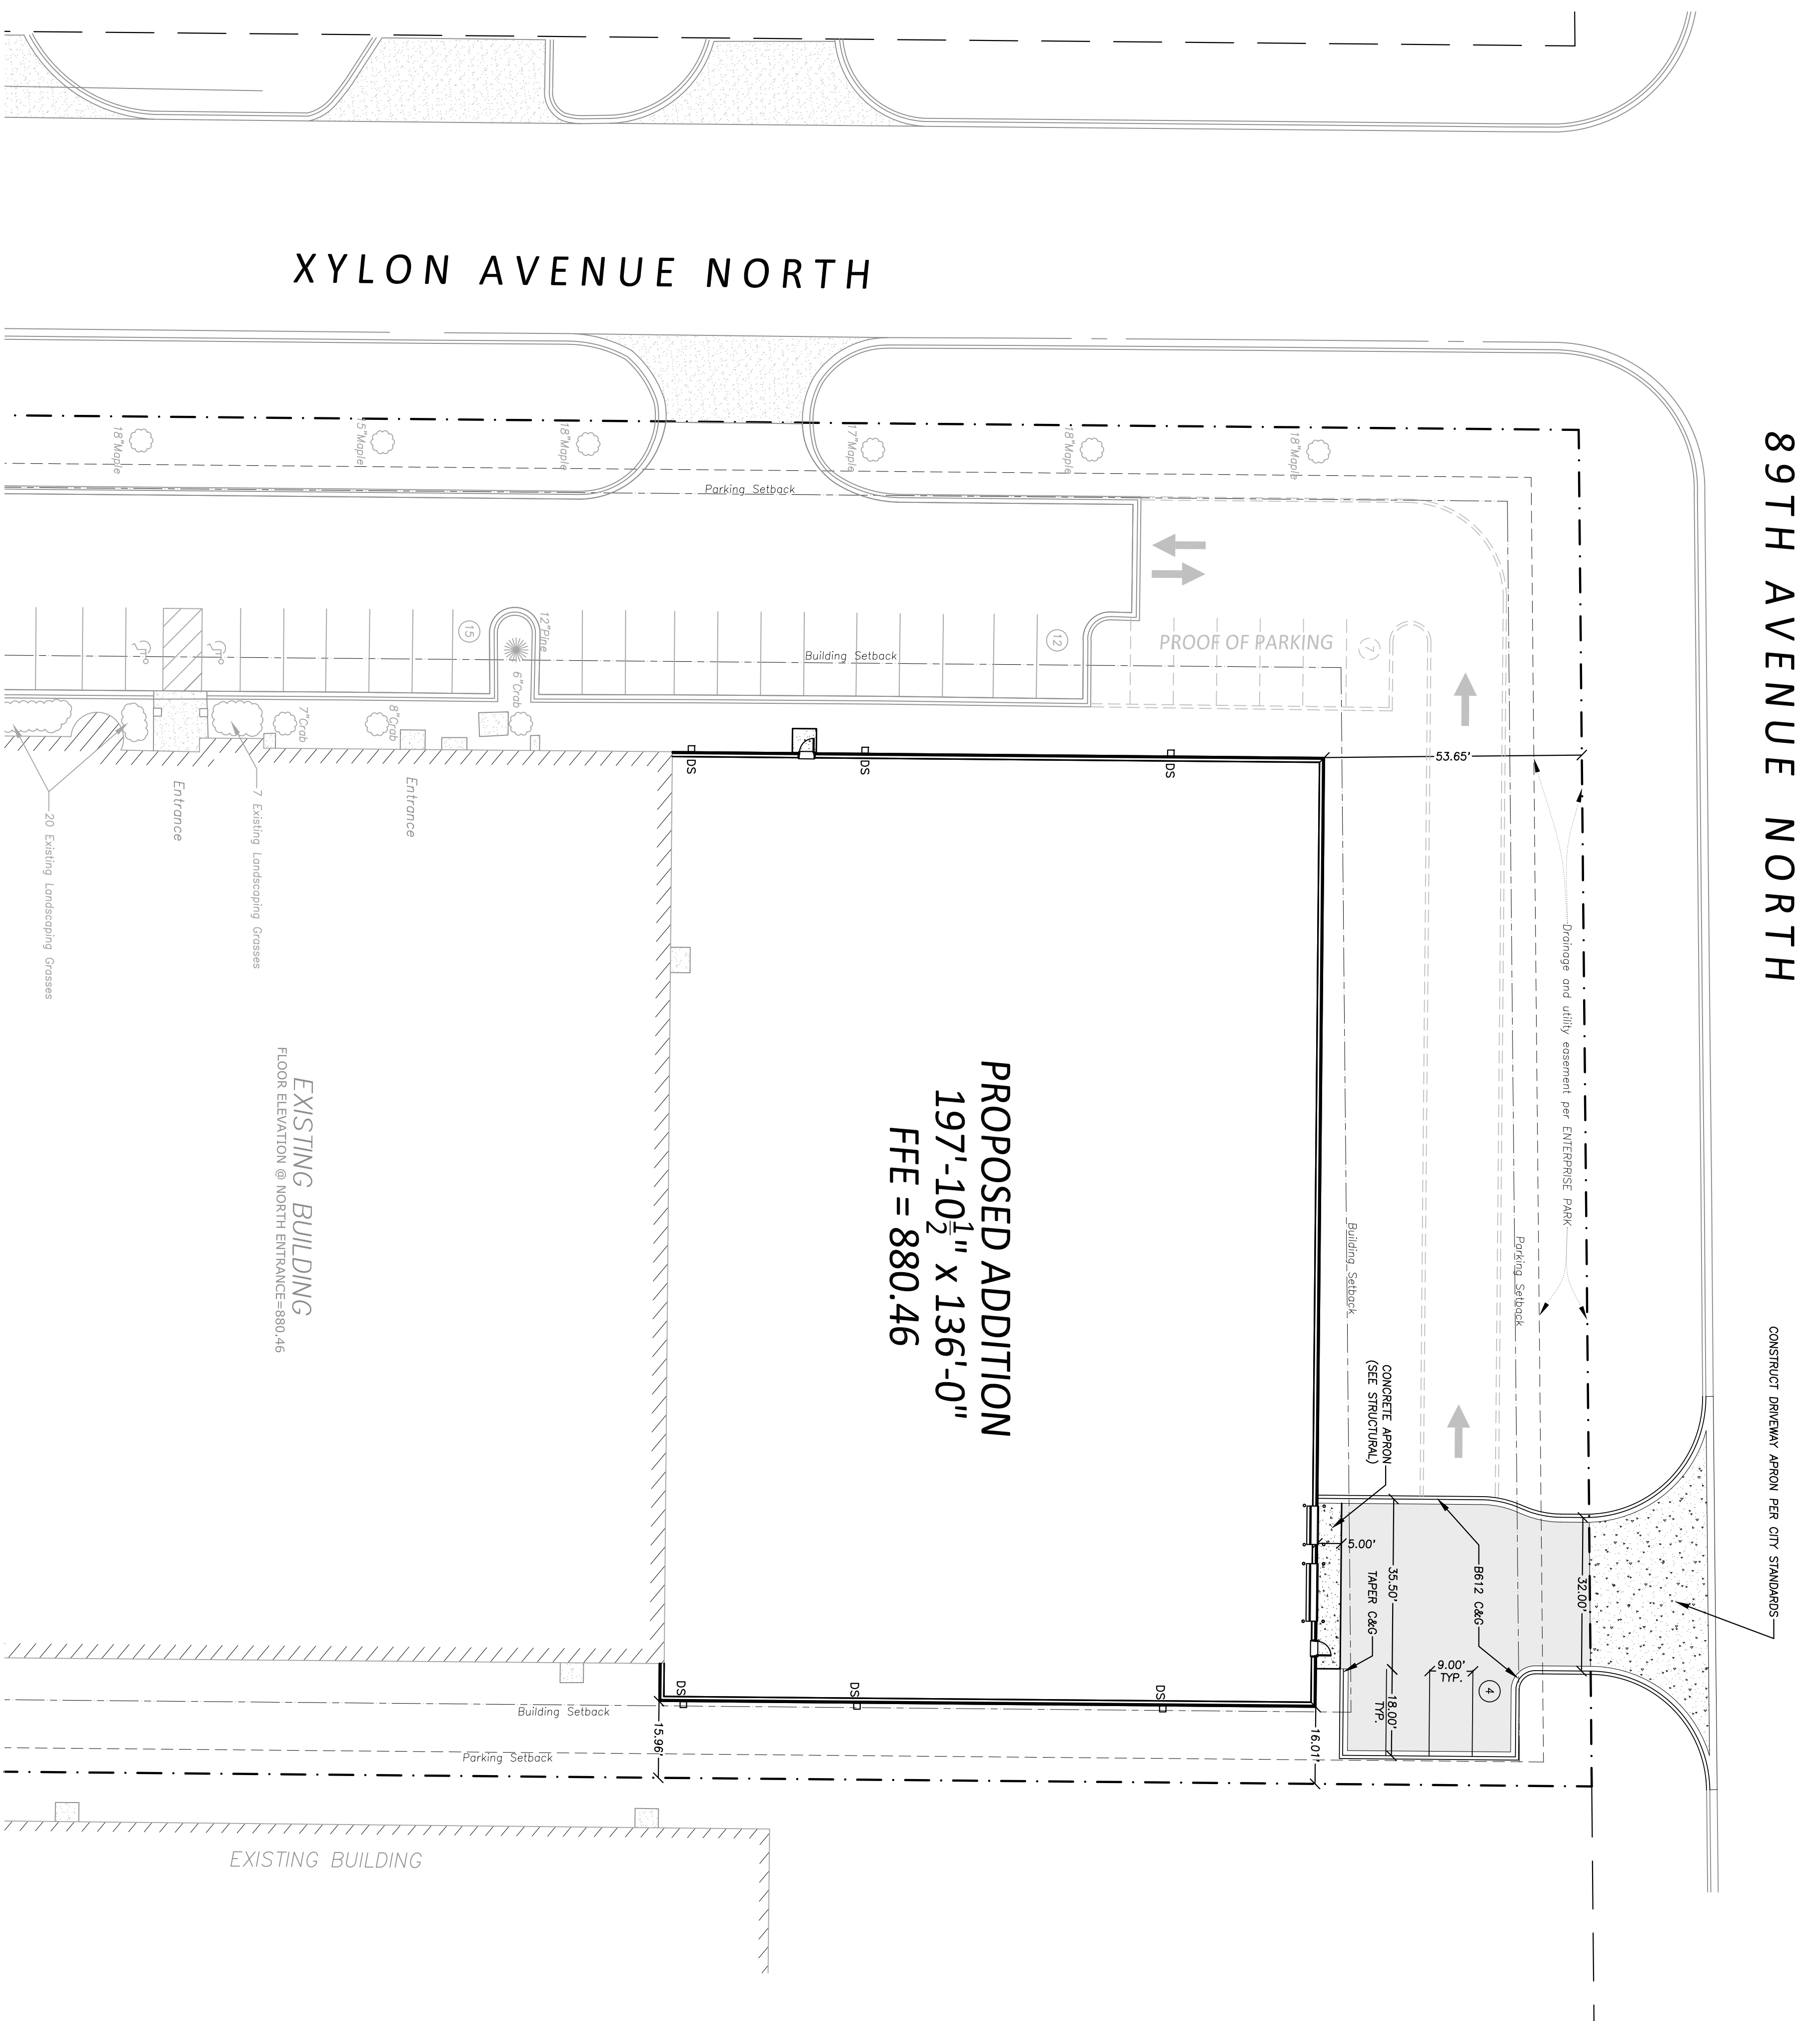 XYLON AVENUE NORTH
89TH AVENUE NORTH
18"Maple
5"Maple
18"Maple
17"Maple
18"Maple
18"Maple
Parking Setback
15
12"Pine
6"Crab
Building Setback
12
PROOF OF PARKING
7
7"Crab
8"Crab
DS
DS
DS
53.65'
Entrance
Entrance
7 Existing Landscaping Grasses
20 Existing Landscaping Grasses
Drainage and utility easement per ENTERPRISE PARK
EXISTING BUILDING
FLOOR ELEVATION @ NORTH ENTRANCE=880.46
PROPOSED ADDITION
197'-10½" x 136'-0"
FFE = 880.46
Building Setback
Parking Setback
CONSTRUCT DRIVEWAY APRON PER CITY STANDARDS
CONCRETE APRON
(SEE STRUCTURAL)
5.00'
35.50'
TAPER C&G
B612 C&G
32.00'
9.00'
TYP.
4
18.00'
TYP.
DS
DS
DS
Building Setback
15.96'
16.01'
Parking Setback
EXISTING BUILDING